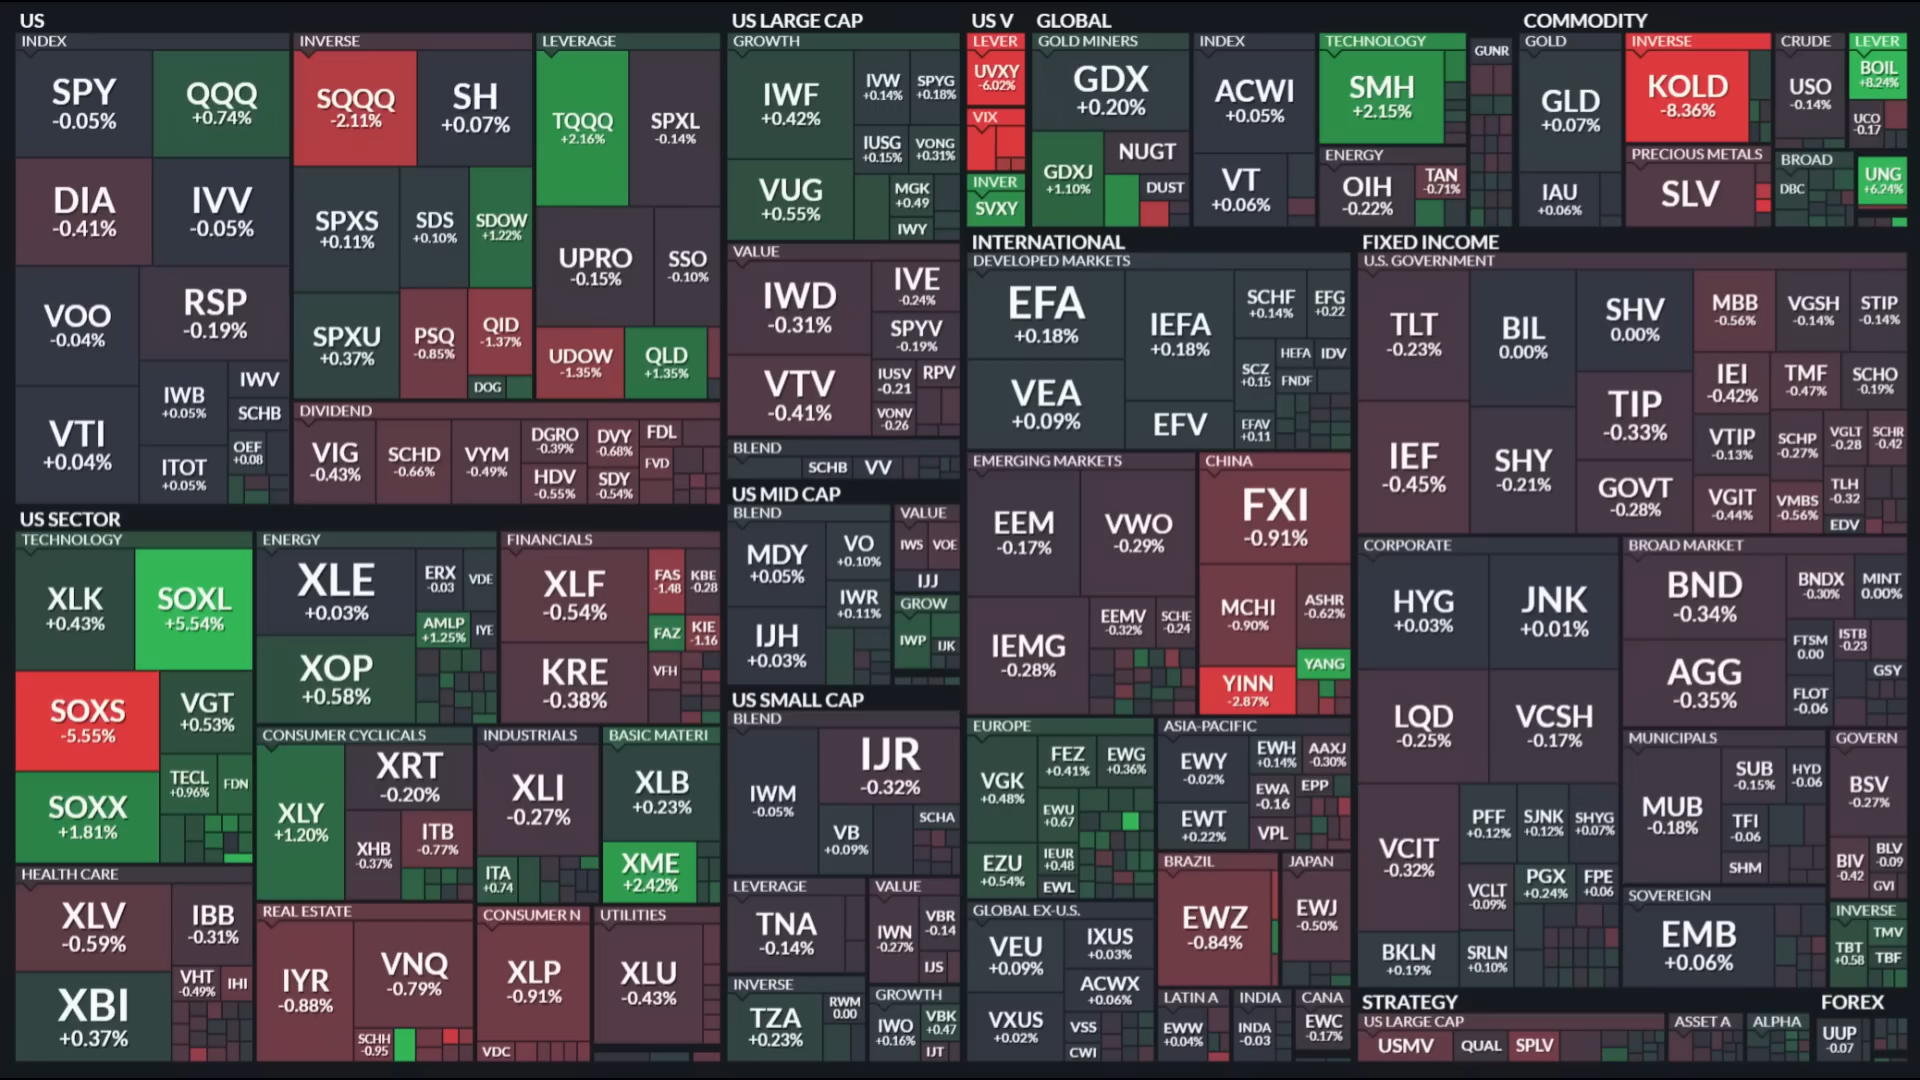 US
INDEX
SPY
-0.05%
QQQ
+0.74%
DIA
-0.41%
IVV
-0.05%
VOO
-0.04%
RSP
-0.19%
VTI
+0.04%
IWB
+0.05%
IWV
SCHB
ITOT
+0.05%
OEF
+0.08
INVERSE
SQQQ
-2.11%
SH
+0.07%
SPXS
+0.11%
SDS
+0.10%
SDOW
+1.22%
SPXU
+0.37%
PSQ
-0.85%
QID
-1.37%
DOG
LEVERAGE
TQQQ
+2.16%
SPXL
-0.14%
UPRO
-0.15%
SSO
-0.10%
UDOW
-1.35%
QLD
+1.35%
DIVIDEND
VIG
-0.43%
SCHD
-0.66%
VYM
-0.49%
DGRO
-0.39%
DVY
-0.68%
FDL
HDV
-0.55%
SDY
-0.54%
FVD
US SECTOR
TECHNOLOGY
XLK
+0.43%
SOXL
+5.54%
SOXS
-5.55%
VGT
+0.53%
SOXX
+1.81%
TECL
+0.96%
FDN
HEALTH CARE
XLV
-0.59%
IBB
-0.31%
XBI
+0.37%
VHT
-0.49%
IHI
ENERGY
XLE
+0.03%
ERX
-0.03
VDE
AMLP
+1.25%
IYE
XOP
+0.58%
FINANCIALS
XLF
-0.54%
FAS
-1.48
KBE
-0.28
FAZ
KIE
-1.16
KRE
-0.38%
VFH
CONSUMER CYCLICALS
XLY
+1.20%
XRT
-0.20%
XHB
-0.37%
ITB
-0.77%
INDUSTRIALS
XLI
-0.27%
ITA
+0.74
BASIC MATERI
XLB
+0.23%
XME
+2.42%
REAL ESTATE
IYR
-0.88%
VNQ
-0.79%
SCHH
-0.95
CONSUMER N
XLP
-0.91%
VDC
UTILITIES
XLU
-0.43%
US LARGE CAP
GROWTH
IWF
+0.42%
IVW
+0.14%
SPYG
+0.18%
IUSG
+0.15%
VONG
+0.31%
VUG
+0.55%
MGK
+0.49
IWY
VALUE
IWD
-0.31%
IVE
-0.24%
SPYV
-0.19%
VTV
-0.41%
IUSV
-0.21
RPV
VONV
-0.26
BLEND
SCHB
VV
US MID CAP
BLEND
MDY
+0.05%
VO
+0.10%
IWR
+0.11%
IJH
+0.03%
VALUE
IWS
VOE
IJJ
GROW
IWP
IJK
US SMALL CAP
BLEND
IWM
-0.05%
IJR
-0.32%
VB
+0.09%
SCHA
LEVERAGE
TNA
-0.14%
VALUE
IWN
-0.27%
VBR
-0.14
IJS
INVERSE
TZA
+0.23%
RWM
0.00
GROWTH
IWO
+0.16%
VBK
+0.47
IJT
US V
LEVER
UVXY
-6.02%
VIX
INVER
SVXY
GLOBAL
GOLD MINERS
GDX
+0.20%
GDXJ
+1.10%
NUGT
DUST
INDEX
ACWI
+0.05%
VT
+0.06%
TECHNOLOGY
SMH
+2.15%
ENERGY
OIH
-0.22%
TAN
-0.71%
GUNR
COMMODITY
GOLD
GLD
+0.07%
IAU
+0.06%
INVERSE
KOLD
-8.36%
PRECIOUS METALS
SLV
CRUDE
USO
-0.14%
BROAD
DBC
LEVER
BOIL
+8.24%
UCO
-0.17
UNG
+6.24%
INTERNATIONAL
DEVELOPED MARKETS
EFA
+0.18%
IEFA
+0.18%
SCHF
+0.14%
EFG
+0.22
VEA
+0.09%
EFV
SCZ
+0.15
HEFA
IDV
FNDF
EFAV
+0.11
EMERGING MARKETS
EEM
-0.17%
VWO
-0.29%
IEMG
-0.28%
EEMV
-0.32%
SCHE
-0.24
CHINA
FXI
-0.91%
MCHI
-0.90%
ASHR
-0.62%
YANG
YINN
-2.87%
EUROPE
VGK
+0.48%
FEZ
+0.41%
EWG
+0.36%
EWU
+0.67
EZU
+0.54%
IEUR
+0.48
EWL
ASIA-PACIFIC
EWY
-0.02%
EWH
+0.14%
AAXJ
-0.30%
EWA
-0.16
EPP
EWT
+0.22%
VPL
BRAZIL
EWZ
-0.84%
JAPAN
EWJ
-0.50%
GLOBAL EX-U.S.
VEU
+0.09%
IXUS
+0.03%
ACWX
+0.06%
VXUS
+0.02%
VSS
CWI
LATIN A
EWW
+0.04%
INDIA
INDA
-0.03
CANA
EWC
-0.17%
FIXED INCOME
U.S. GOVERNMENT
TLT
-0.23%
BIL
0.00%
SHV
0.00%
MBB
-0.56%
VGSH
-0.14%
STIP
-0.14%
IEF
-0.45%
SHY
-0.21%
TIP
-0.33%
IEI
-0.42%
TMF
-0.47%
SCHO
-0.19%
GOVT
-0.28%
VTIP
-0.13%
SCHP
-0.27%
VGLT
-0.28
SCHR
-0.42
VGIT
-0.44%
VMBS
-0.56%
TLH
-0.32
EDV
CORPORATE
HYG
+0.03%
JNK
+0.01%
LQD
-0.25%
VCSH
-0.17%
VCIT
-0.32%
PFF
+0.12%
SJNK
+0.12%
SHYG
+0.07%
VCLT
-0.09%
PGX
+0.24%
FPE
+0.06
BKLN
+0.19%
SRLN
+0.10%
BROAD MARKET
BND
-0.34%
BNDX
-0.30%
MINT
0.00%
AGG
-0.35%
FTSM
0.00
ISTB
-0.23
GSY
FLOT
-0.06
MUNICIPALS
MUB
-0.18%
SUB
-0.15%
HYD
-0.06
TFI
-0.06
SHM
GOVERN
BSV
-0.27%
BIV
-0.42
BLV
-0.09
GVI
SOVEREIGN
EMB
+0.06%
INVERSE
TBT
+0.58
TMV
TBF
STRATEGY
US LARGE CAP
USMV
QUAL
SPLV
ASSET A
ALPHA
FOREX
UUP
-0.07